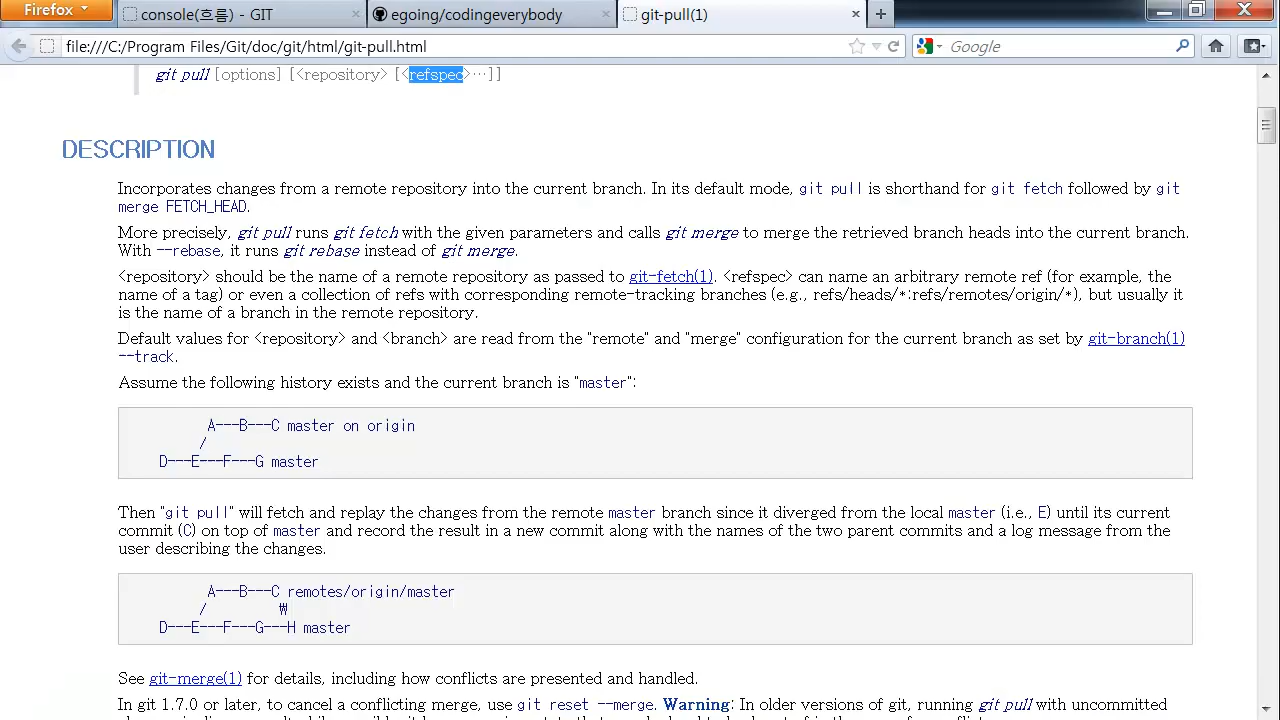 Firefox
console(흐름) - GIT
egoing/codingeverybody
git-pull(1)
file:///C:/Program Files/Git/doc/git/html/git-pull.html
Google
git pull [options] [<repository> [<refspec>…]]
DESCRIPTION
Incorporates changes from a remote repository into the current branch. In its default mode, git pull is shorthand for git fetch followed by git
merge FETCH_HEAD.
More precisely, git pull runs git fetch with the given parameters and calls git merge to merge the retrieved branch heads into the current branch.
With --rebase, it runs git rebase instead of git merge.
<repository> should be the name of a remote repository as passed to git-fetch(1). <refspec> can name an arbitrary remote ref (for example, the
name of a tag) or even a collection of refs with corresponding remote-tracking branches (e.g., refs/heads/*:refs/remotes/origin/*), but usually it
is the name of a branch in the remote repository.
Default values for <repository> and <branch> are read from the "remote" and "merge" configuration for the current branch as set by git-branch(1)
--track.
Assume the following history exists and the current branch is "master":
A---B---C master on origin
/
D---E---F---G master
Then "git pull" will fetch and replay the changes from the remote master branch since it diverged from the local master (i.e., E) until its current
commit (C) on top of master and record the result in a new commit along with the names of the two parent commits and a log message from the
user describing the changes.
A---B---C remotes/origin/master
/ ₩
D---E---F---G---H master
See git-merge(1) for details, including how conflicts are presented and handled.
In git 1.7.0 or later, to cancel a conflicting merge, use git reset --merge. Warning: In older versions of git, running git pull with uncommitted